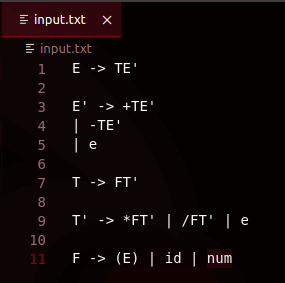 input.txt
input.txt
1 E -> TE'
2
3 E' -> +TE'
4 | -TE'
5 | e
6
7 T -> FT'
8
9 T' -> *FT' | /FT' | e
10
11 F -> (E) | id | num